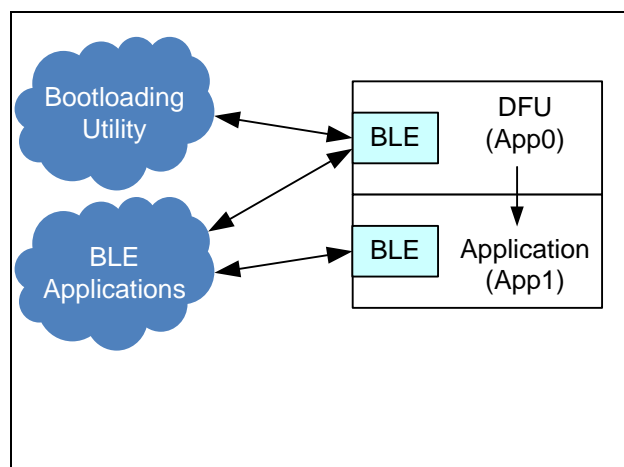 Bootloading
Utility
BLE
DFU
(App0)
BLE
Applications
BLE
Application
(App1)